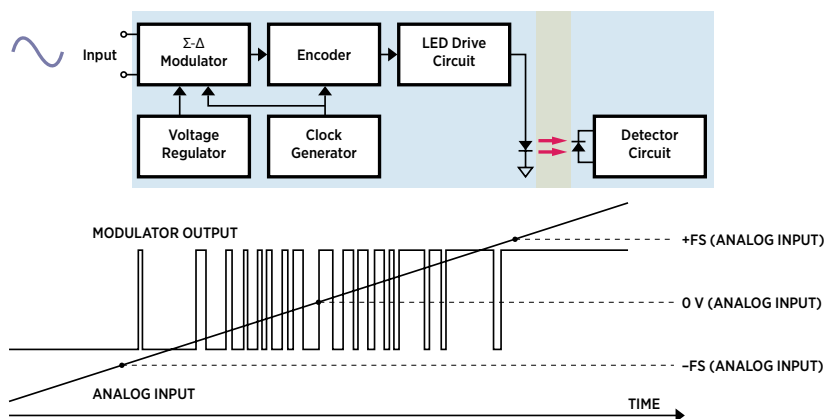 Input
Σ-Δ
Modulator
Encoder
LED Drive
Circuit
Voltage
Regulator
Clock
Generator
Detector
Circuit
MODULATOR OUTPUT
+FS (ANALOG INPUT)
0 V (ANALOG INPUT)
–FS (ANALOG INPUT)
ANALOG INPUT
TIME